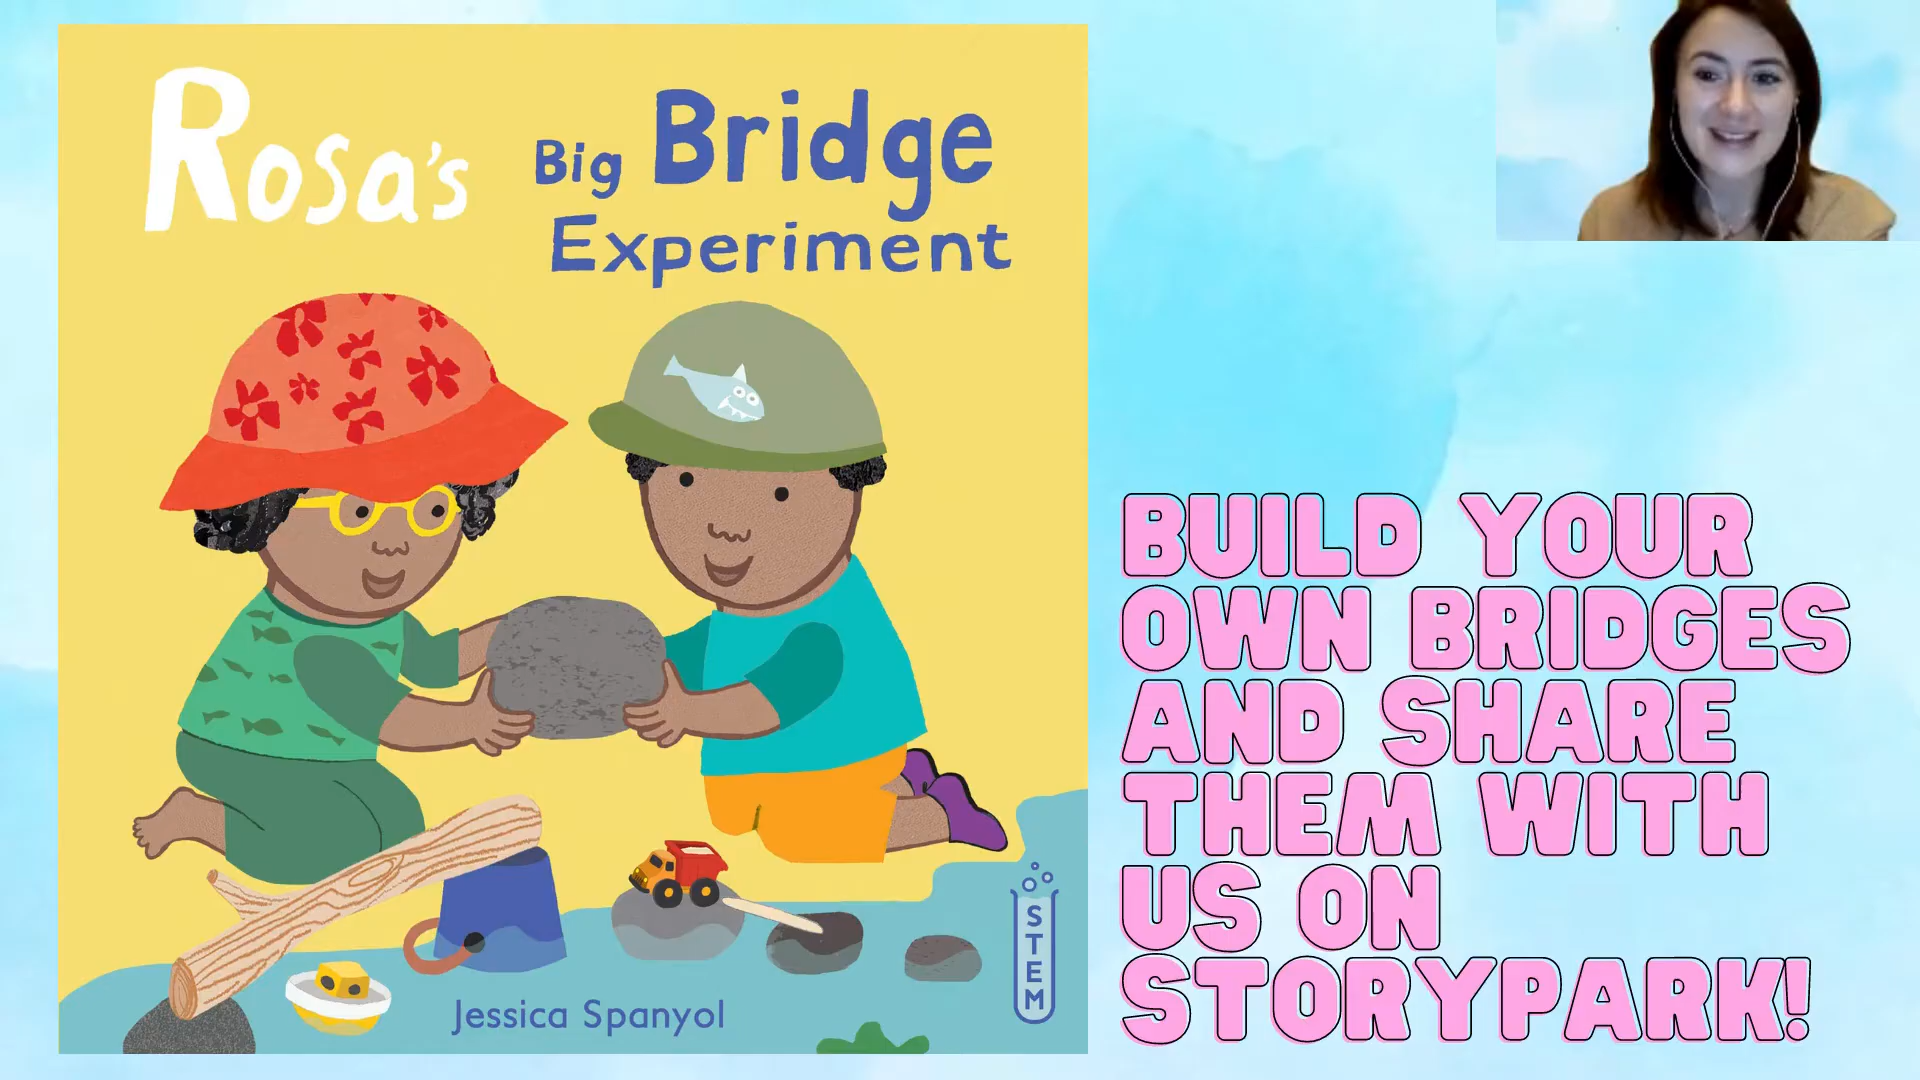 Rosa's
Big Bridge
Experiment
Jessica Spanyol
STEM
BUILD YOUR
OWN BRIDGES
AND SHARE
THEM WITH
US ON
STORYPARK!